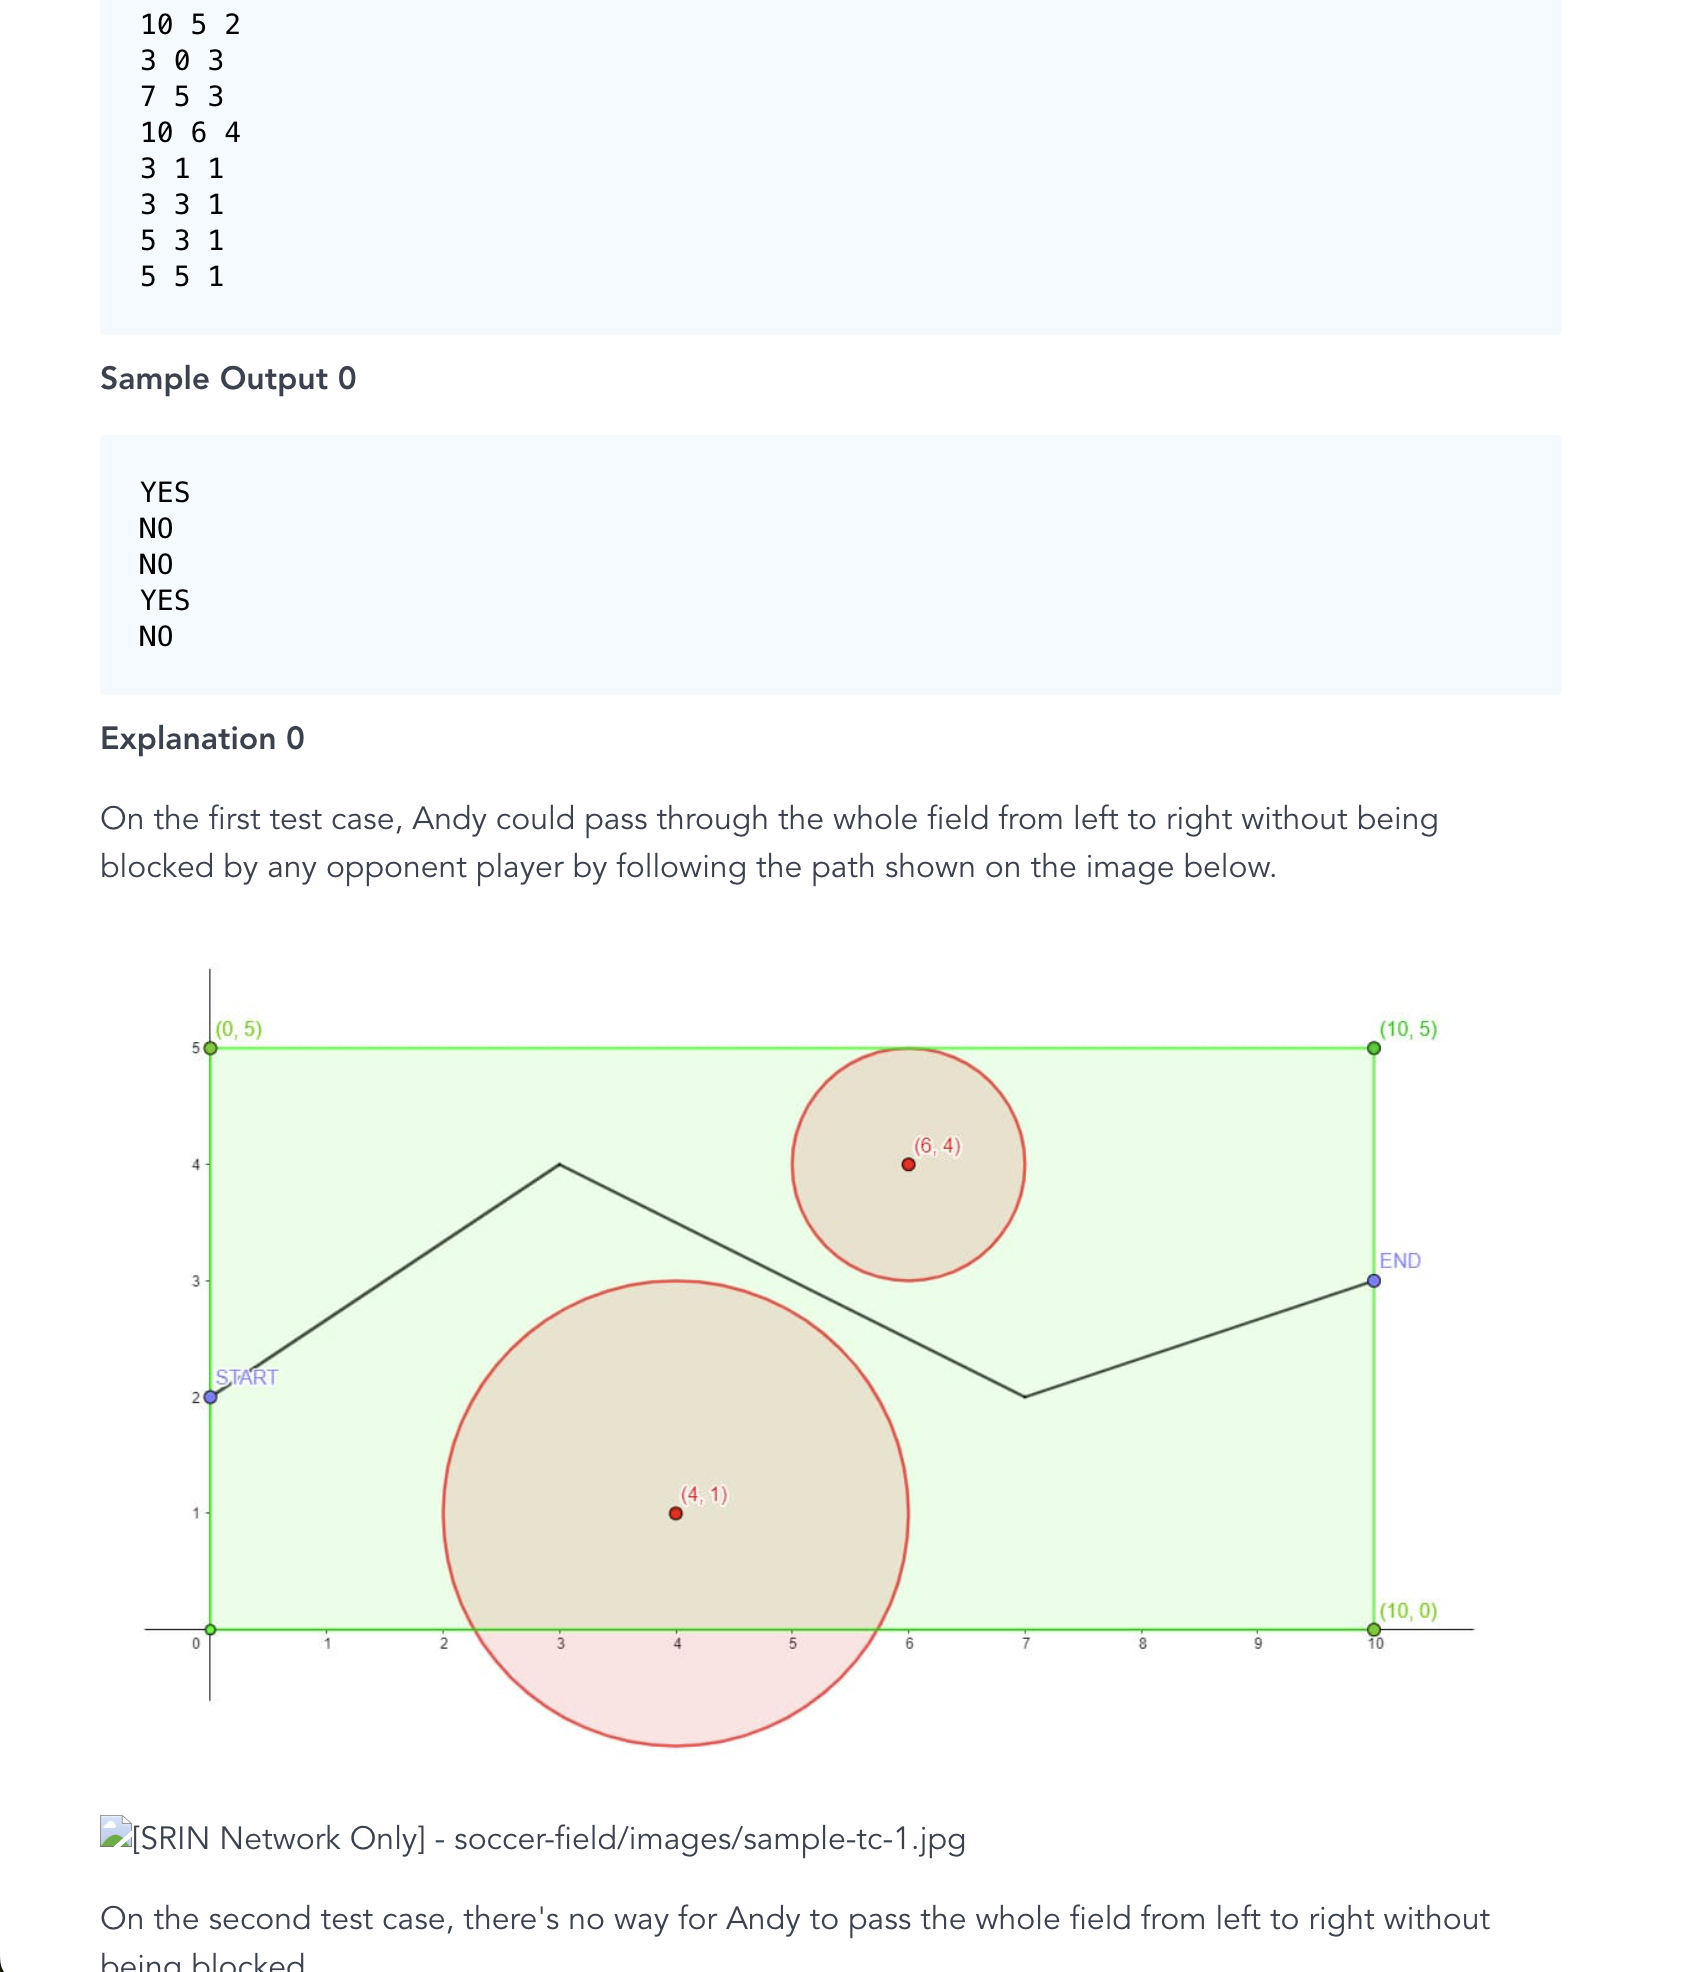 10 5 2
3 0 3
7 5 3
10 6 4
3 1 1
3 3 1
5 3 1
5 5 1
Sample Output 0
YES
NO
NO
YES
NO
Explanation 0
On the first test case, Andy could pass through the whole field from left to right without being
blocked by any opponent player by following the path shown on the image below.
(0, 5)
(10, 5)
5
(6, 4)
4
END
3
START
2
(4, 1)
1
(10, 0)
0 1 2 3 4 5 6 7 8 9 10
[SRIN Network Only] - soccer-field/images/sample-tc-1.jpg
On the second test case, there's no way for Andy to pass the whole field from left to right without
being blocked